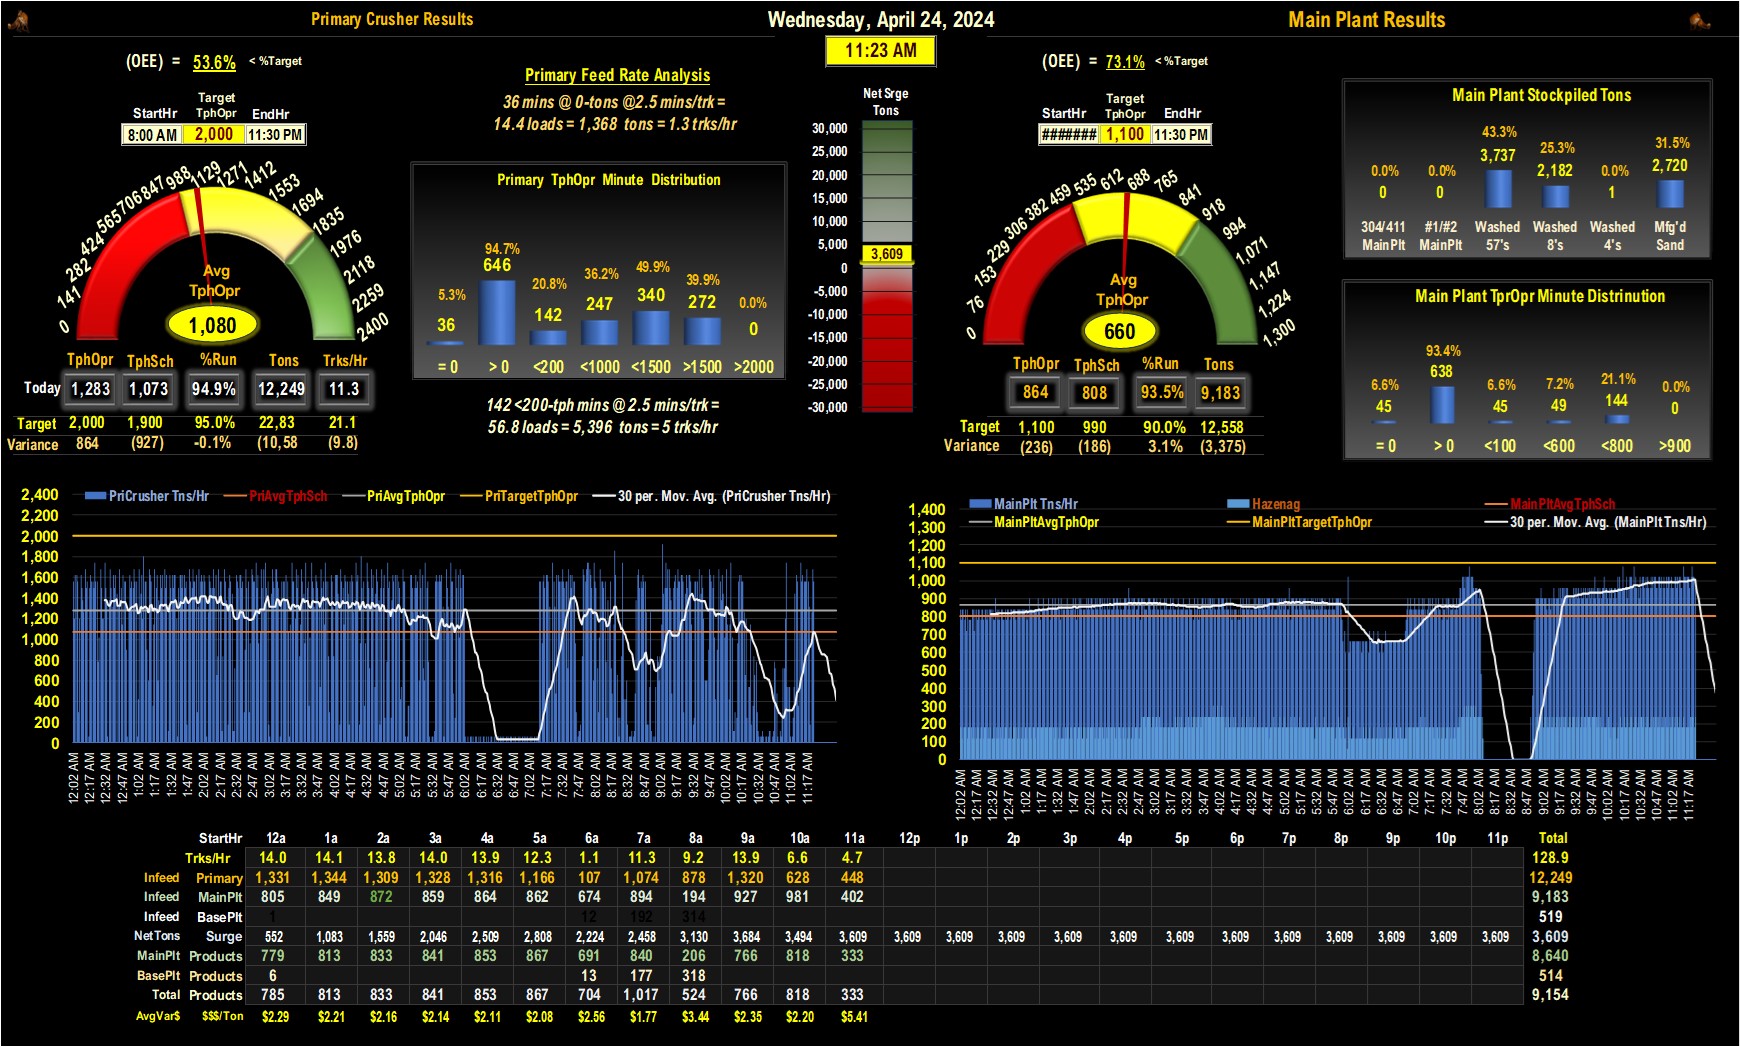 Primary Crusher Results
Wednesday, April 24, 2024
Main Plant Results
11:23 AM
(OEE) = 53.6% < %Target
StartHr Target TphOpr EndHr
8:00 AM 2,000 11:30 PM
0 141 282 424 565 706 847 988 1129 1271 1412 1553 1694 1835 1976 2118 2259 2400
Avg
TphOpr
1,080
TphOpr TphSch %Run Tons Trks/Hr
Today 1,283 1,073 94.9% 12,249 11.3
Target 2,000 1,900 95.0% 22,83 21.1
Variance 864 (927) -0.1% (10,58 (9.8)
Primary Feed Rate Analysis
36 mins @ 0-tons @2.5 mins/trk =
14.4 loads = 1,368 tons = 1.3 trks/hr
Primary TphOpr Minute Distribution
5.3% 94.7% 20.8% 36.2% 49.9% 39.9% 0.0%
36 646 142 247 340 272 0
= 0 > 0 <200 <1000 <1500 >1500 >2000
142 <200-tph mins @ 2.5 mins/trk =
56.8 loads = 5,396 tons = 5 trks/hr
Net Srge
Tons
30,000
25,000
20,000
15,000
10,000
5,000
3,609
0
-5,000
-10,000
-15,000
-20,000
-25,000
-30,000
(OEE) = 73.1% < %Target
StartHr Target TphOpr EndHr
####### 1,100 11:30 PM
0 76 153 229 306 382 459 535 612 688 765 841 918 994 1,071 1,147 1,224 1,300
Avg
TphOpr
660
TphOpr TphSch %Run Tons
864 808 93.5% 9,183
Target 1,100 990 90.0% 12,558
Variance (236) (186) 3.1% (3,375)
Main Plant Stockpiled Tons
0.0% 0.0% 43.3% 25.3% 0.0% 31.5%
0 0 3,737 2,182 1 2,720
304/411 #1/#2 Washed Washed Washed Mfg'd
MainPlt MainPlt 57's 8's 4's Sand
Main Plant TprOpr Minute Distrinution
6.6% 93.4% 6.6% 7.2% 21.1% 0.0%
45 638 45 49 144 0
= 0 > 0 <100 <600 <800 >900
PriCrusher Tns/Hr PriAvgTphSch PriAvgTphOpr PriTargetTphOpr 30 per. Mov. Avg. (PriCrusher Tns/Hr)
2,400
2,200
2,000
1,800
1,600
1,400
1,200
1,000
800
600
400
200
0
12:02 AM 12:17 AM 12:32 AM 12:47 AM 1:02 AM 1:17 AM 1:32 AM 1:47 AM 2:02 AM 2:17 AM 2:32 AM 2:47 AM 3:02 AM 3:17 AM 3:32 AM 3:47 AM 4:02 AM 4:17 AM 4:32 AM 4:47 AM 5:02 AM 5:17 AM 5:32 AM 5:47 AM 6:02 AM 6:17 AM 6:32 AM 6:47 AM 7:02 AM 7:17 AM 7:32 AM 7:47 AM 8:02 AM 8:17 AM 8:32 AM 8:47 AM 9:02 AM 9:17 AM 9:32 AM 9:47 AM 10:02 AM 10:17 AM 10:32 AM 10:47 AM 11:02 AM 11:17 AM
MainPlt Tns/Hr Hazenag MainPltAvgTphSch
MainPltAvgTphOpr MainPltTargetTphOpr 30 per. Mov. Avg. (MainPlt Tns/Hr)
1,400
1,300
1,200
1,100
1,000
900
800
700
600
500
400
300
200
100
0
12:02 AM 12:17 AM 12:32 AM 12:47 AM 1:02 AM 1:17 AM 1:32 AM 1:47 AM 2:02 AM 2:17 AM 2:32 AM 2:47 AM 3:02 AM 3:17 AM 3:32 AM 3:47 AM 4:02 AM 4:17 AM 4:32 AM 4:47 AM 5:02 AM 5:17 AM 5:32 AM 5:47 AM 6:02 AM 6:17 AM 6:32 AM 6:47 AM 7:02 AM 7:17 AM 7:32 AM 7:47 AM 8:02 AM 8:17 AM 8:32 AM 8:47 AM 9:02 AM 9:17 AM 9:32 AM 9:47 AM 10:02 AM 10:17 AM 10:32 AM 10:47 AM 11:02 AM 11:17 AM
StartHr 12a 1a 2a 3a 4a 5a 6a 7a 8a 9a 10a 11a 12p 1p 2p 3p 4p 5p 6p 7p 8p 9p 10p 11p Total
Trks/Hr 14.0 14.1 13.8 14.0 13.9 12.3 1.1 11.3 9.2 13.9 6.6 4.7 128.9
Infeed Primary 1,331 1,344 1,309 1,328 1,316 1,166 107 1,074 878 1,320 628 448 12,249
Infeed MainPlt 805 849 872 859 864 862 674 894 194 927 981 402 9,183
Infeed BasePlt 1 12 192 314 519
NetTons Surge 552 1,083 1,559 2,046 2,509 2,808 2,224 2,458 3,130 3,684 3,494 3,609 3,609 3,609 3,609 3,609 3,609 3,609 3,609 3,609 3,609 3,609 3,609 3,609 3,609
MainPlt Products 779 813 833 841 853 867 691 840 206 766 818 333 8,640
BasePlt Products 6 13 177 318 514
Total Products 785 813 833 841 853 867 704 1,017 524 766 818 333 9,154
AvgVar$ $$$/Ton $2.29 $2.21 $2.16 $2.14 $2.11 $2.08 $2.56 $1.77 $3.44 $2.35 $2.20 $5.41